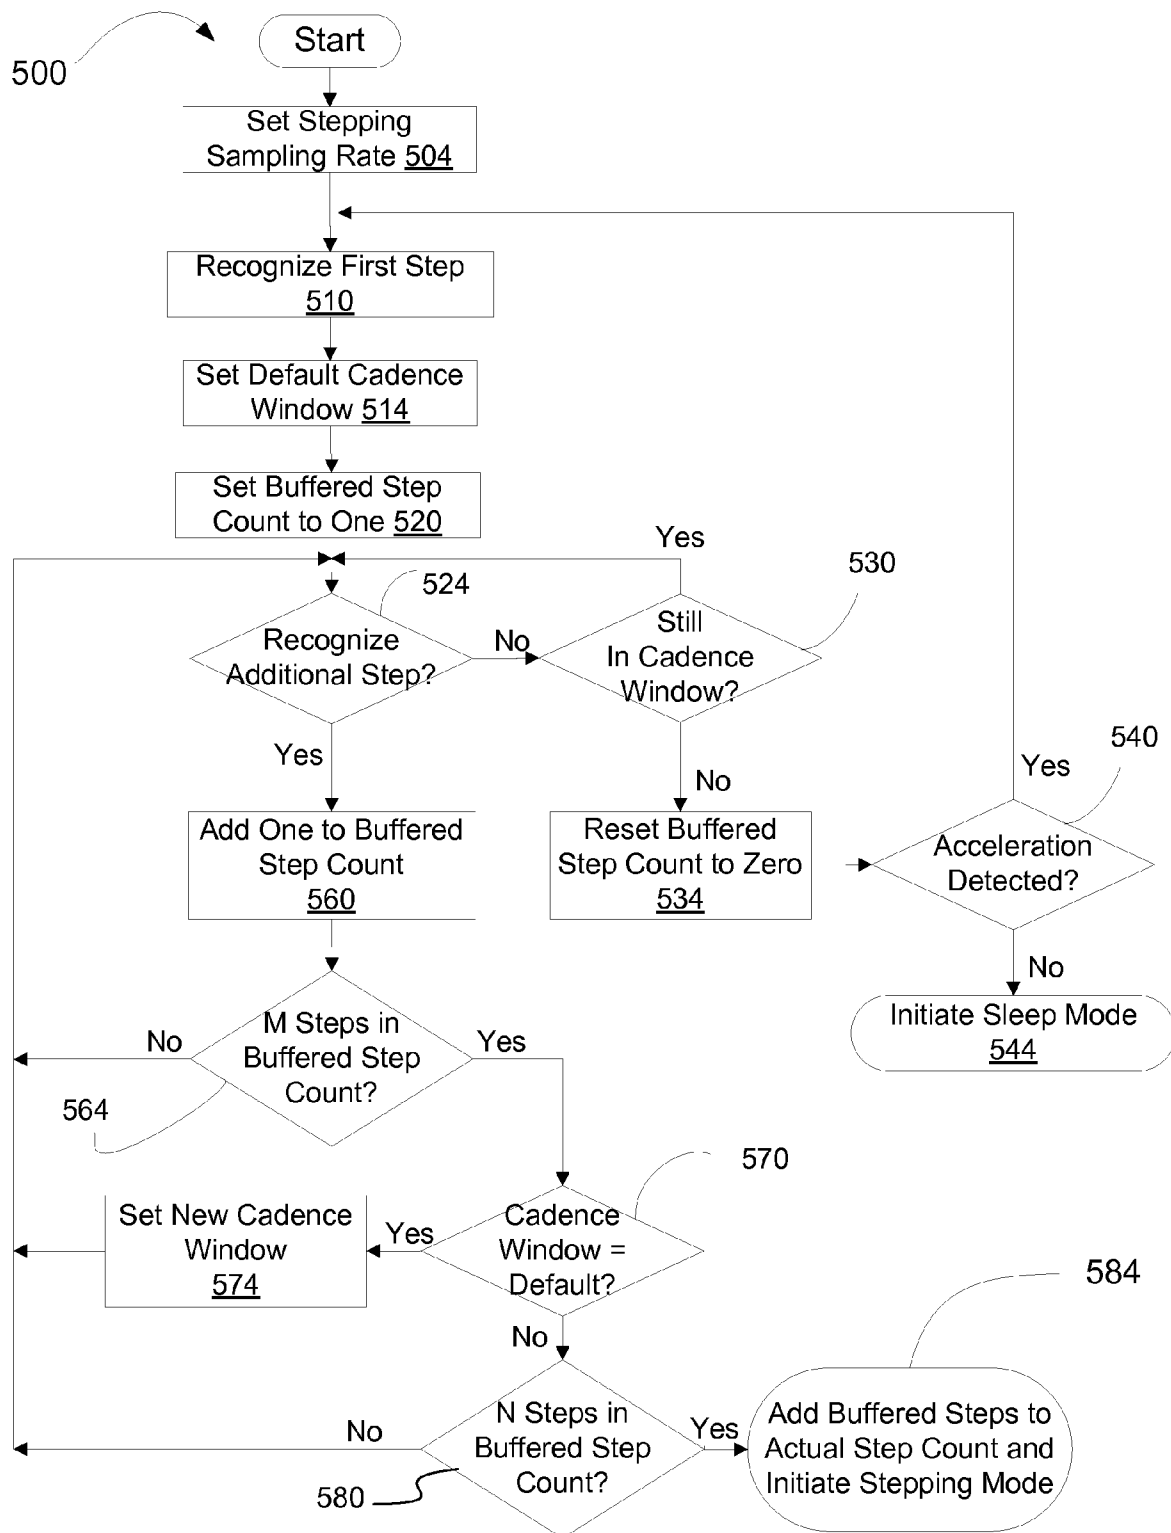 500
Start
Set Stepping
Sampling Rate 504
Recognize First Step
510
Set Default Cadence
Window 514
Set Buffered Step
Count to One 520
Yes
530
524
Recognize
Additional Step?
No
Still
In Cadence
Window?
Yes
No
540
Yes
Add One to Buffered
Step Count
560
Reset Buffered
Step Count to Zero
534
Acceleration
Detected?
No
Initiate Sleep Mode
544
M Steps in
Buffered Step
Count?
No
Yes
564
570
Set New Cadence
Window
574
Yes
Cadence
Window =
Default?
No
584
N Steps in
Buffered Step
Count?
No
Yes
580
Add Buffered Steps to
Actual Step Count and
Initiate Stepping Mode